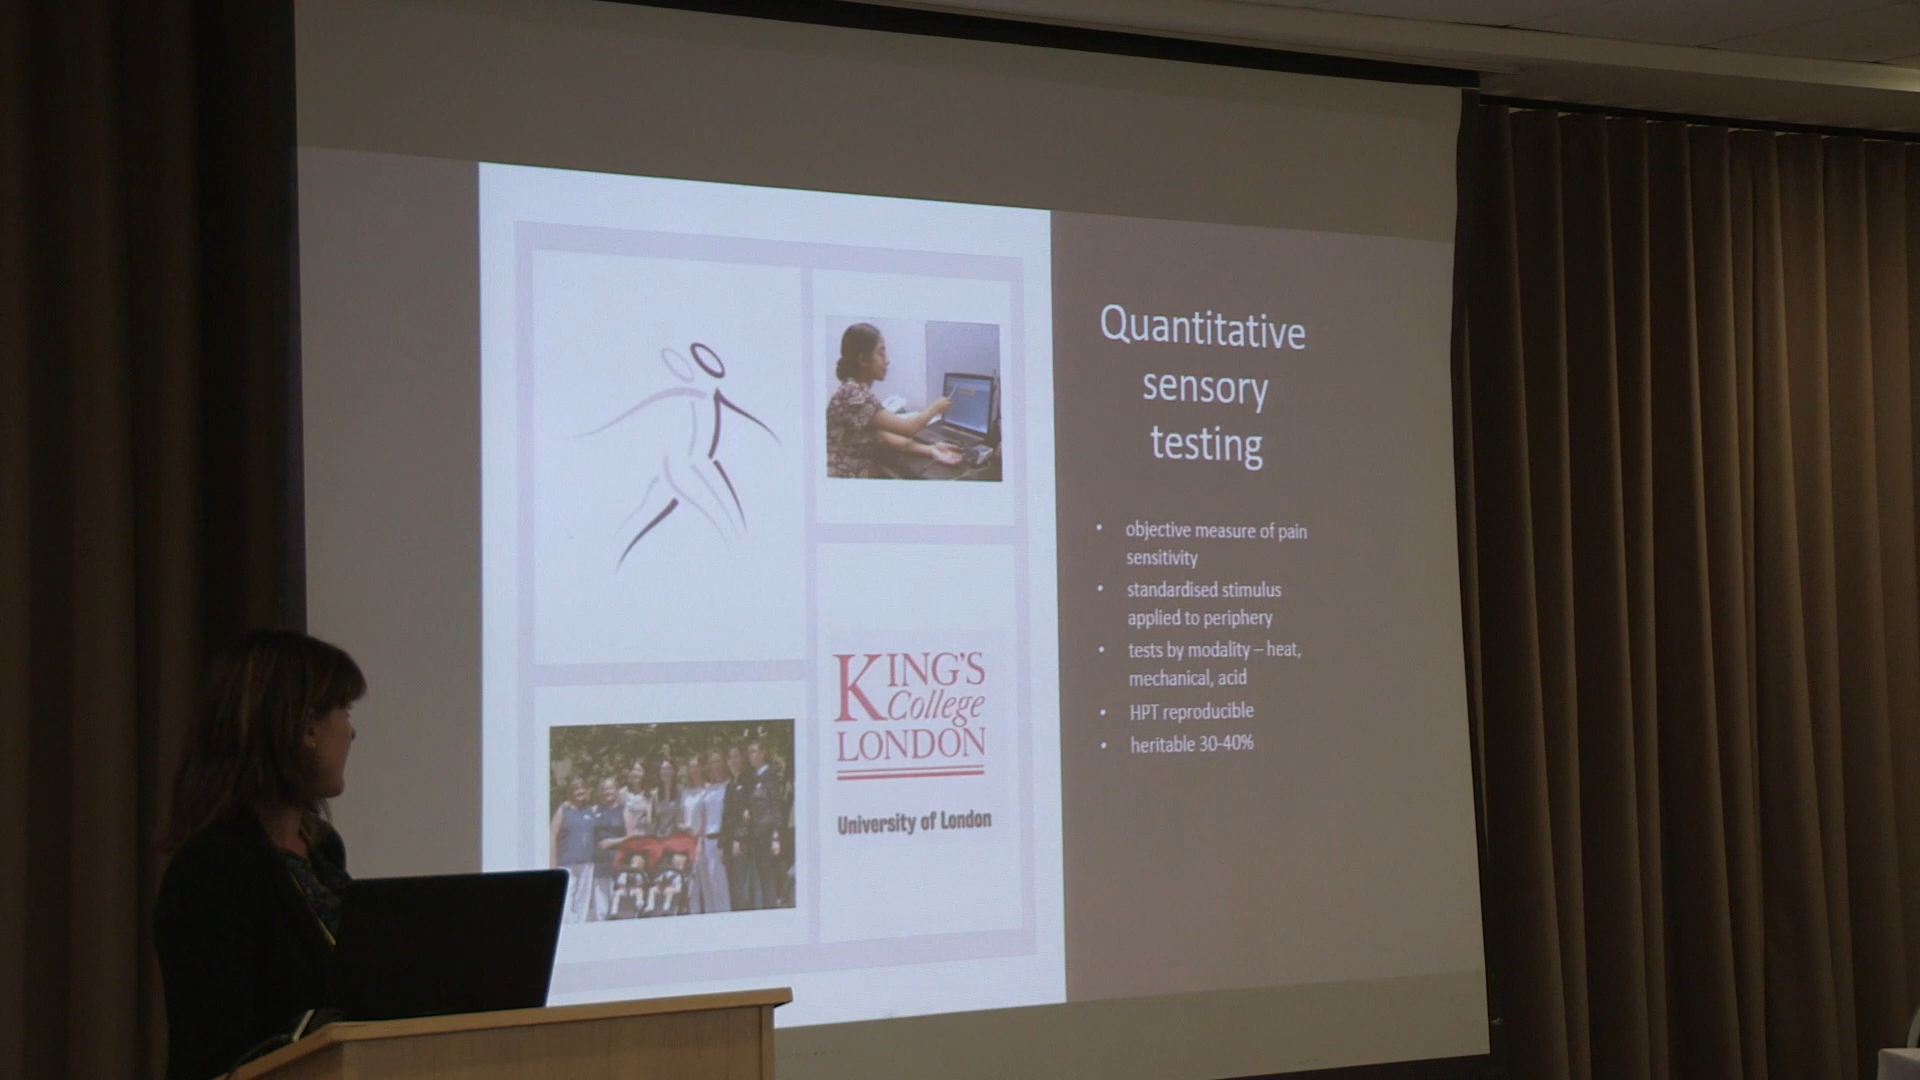 KING'S
College
LONDON
University of London
Quantitative
sensory
testing
• objective measure of pain
sensitivity
• standardised stimulus
applied to periphery
• tests by modality – heat,
mechanical, acid
• HPT reproducible
• heritable 30-40%